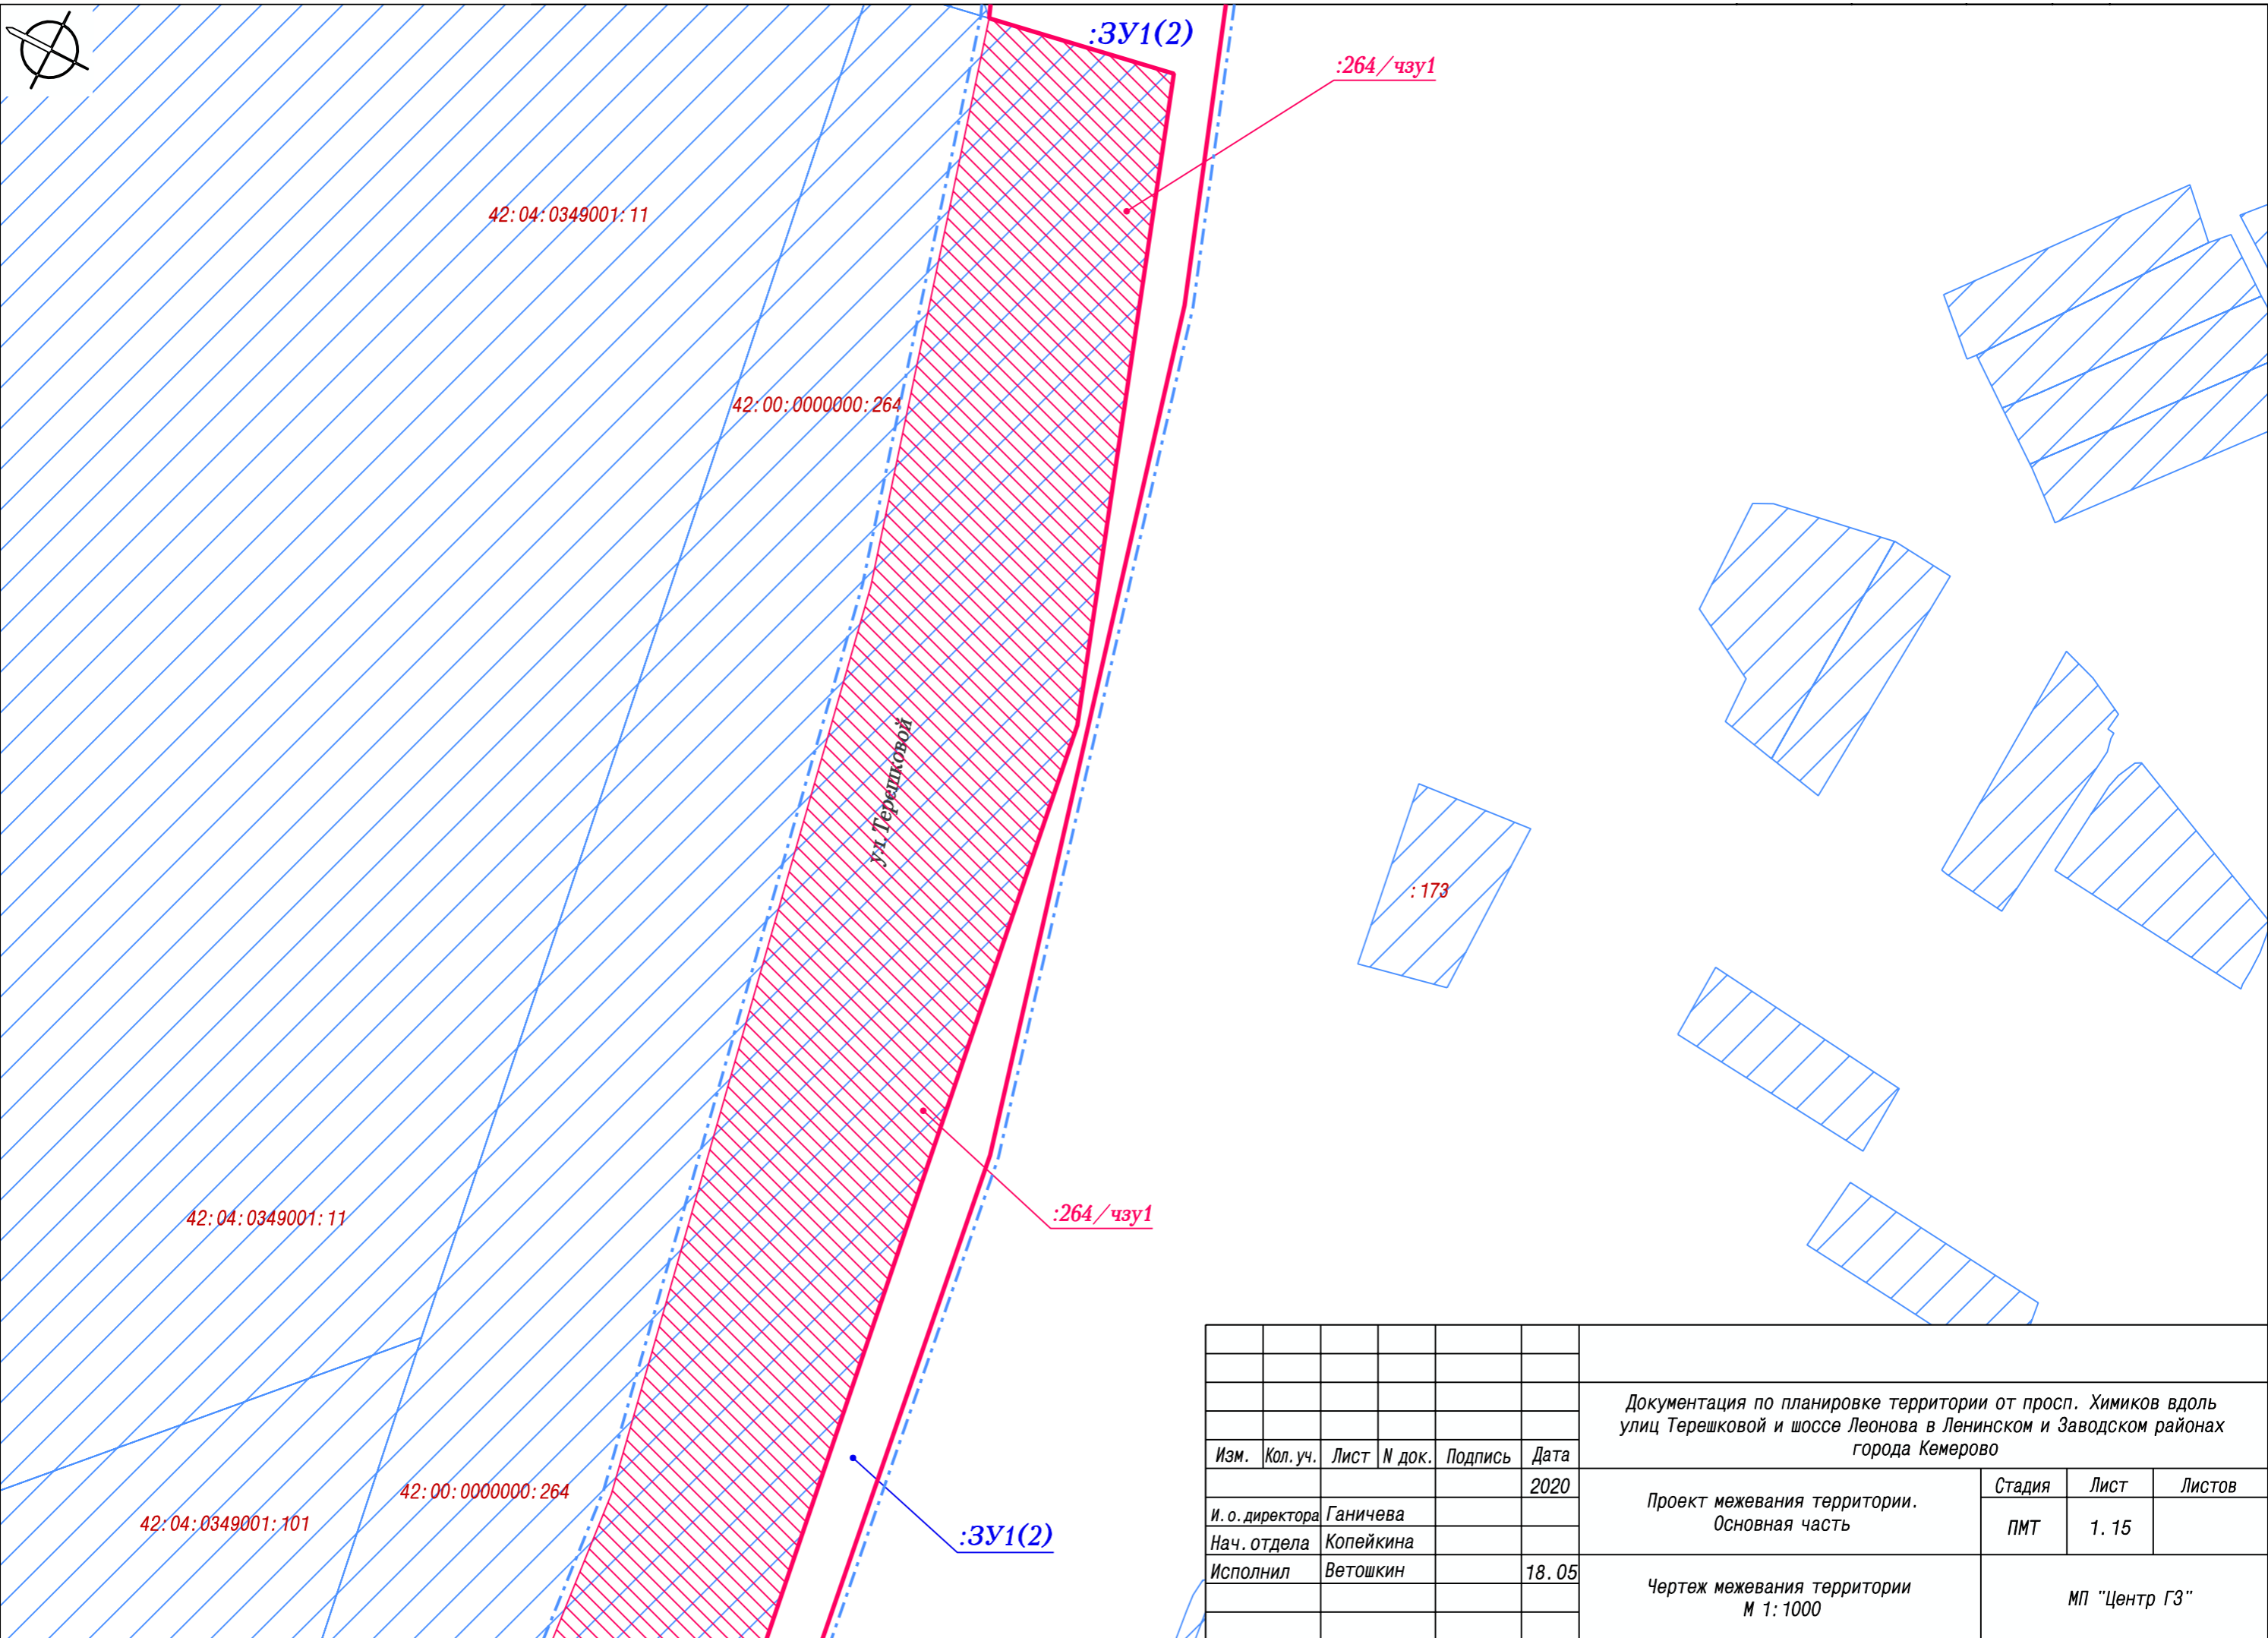 :ЗУ1(2)
:264/чзу1
42:04:0349001:11
42:00:0000000:264
ул.Терешковой
:173
42:04:0349001:11
:264/чзу1
42:00:0000000:264
42:04:0349001:101
:ЗУ1(2)
Документация по планировке территории от просп. Химиков вдоль
улиц Терешковой и шоссе Леонова в Ленинском и Заводском районах
города Кемерово
Изм. Кол.уч. Лист N док. Подпись Дата
2020
И.о.директора Ганичева
Нач.отдела Копейкина
Исполнил Ветошкин 18.05
Проект межевания территории.
Основная часть
Стадия Лист Листов
ПМТ 1.15
Чертеж межевания территории
М 1:1000
МП "Центр ГЗ"